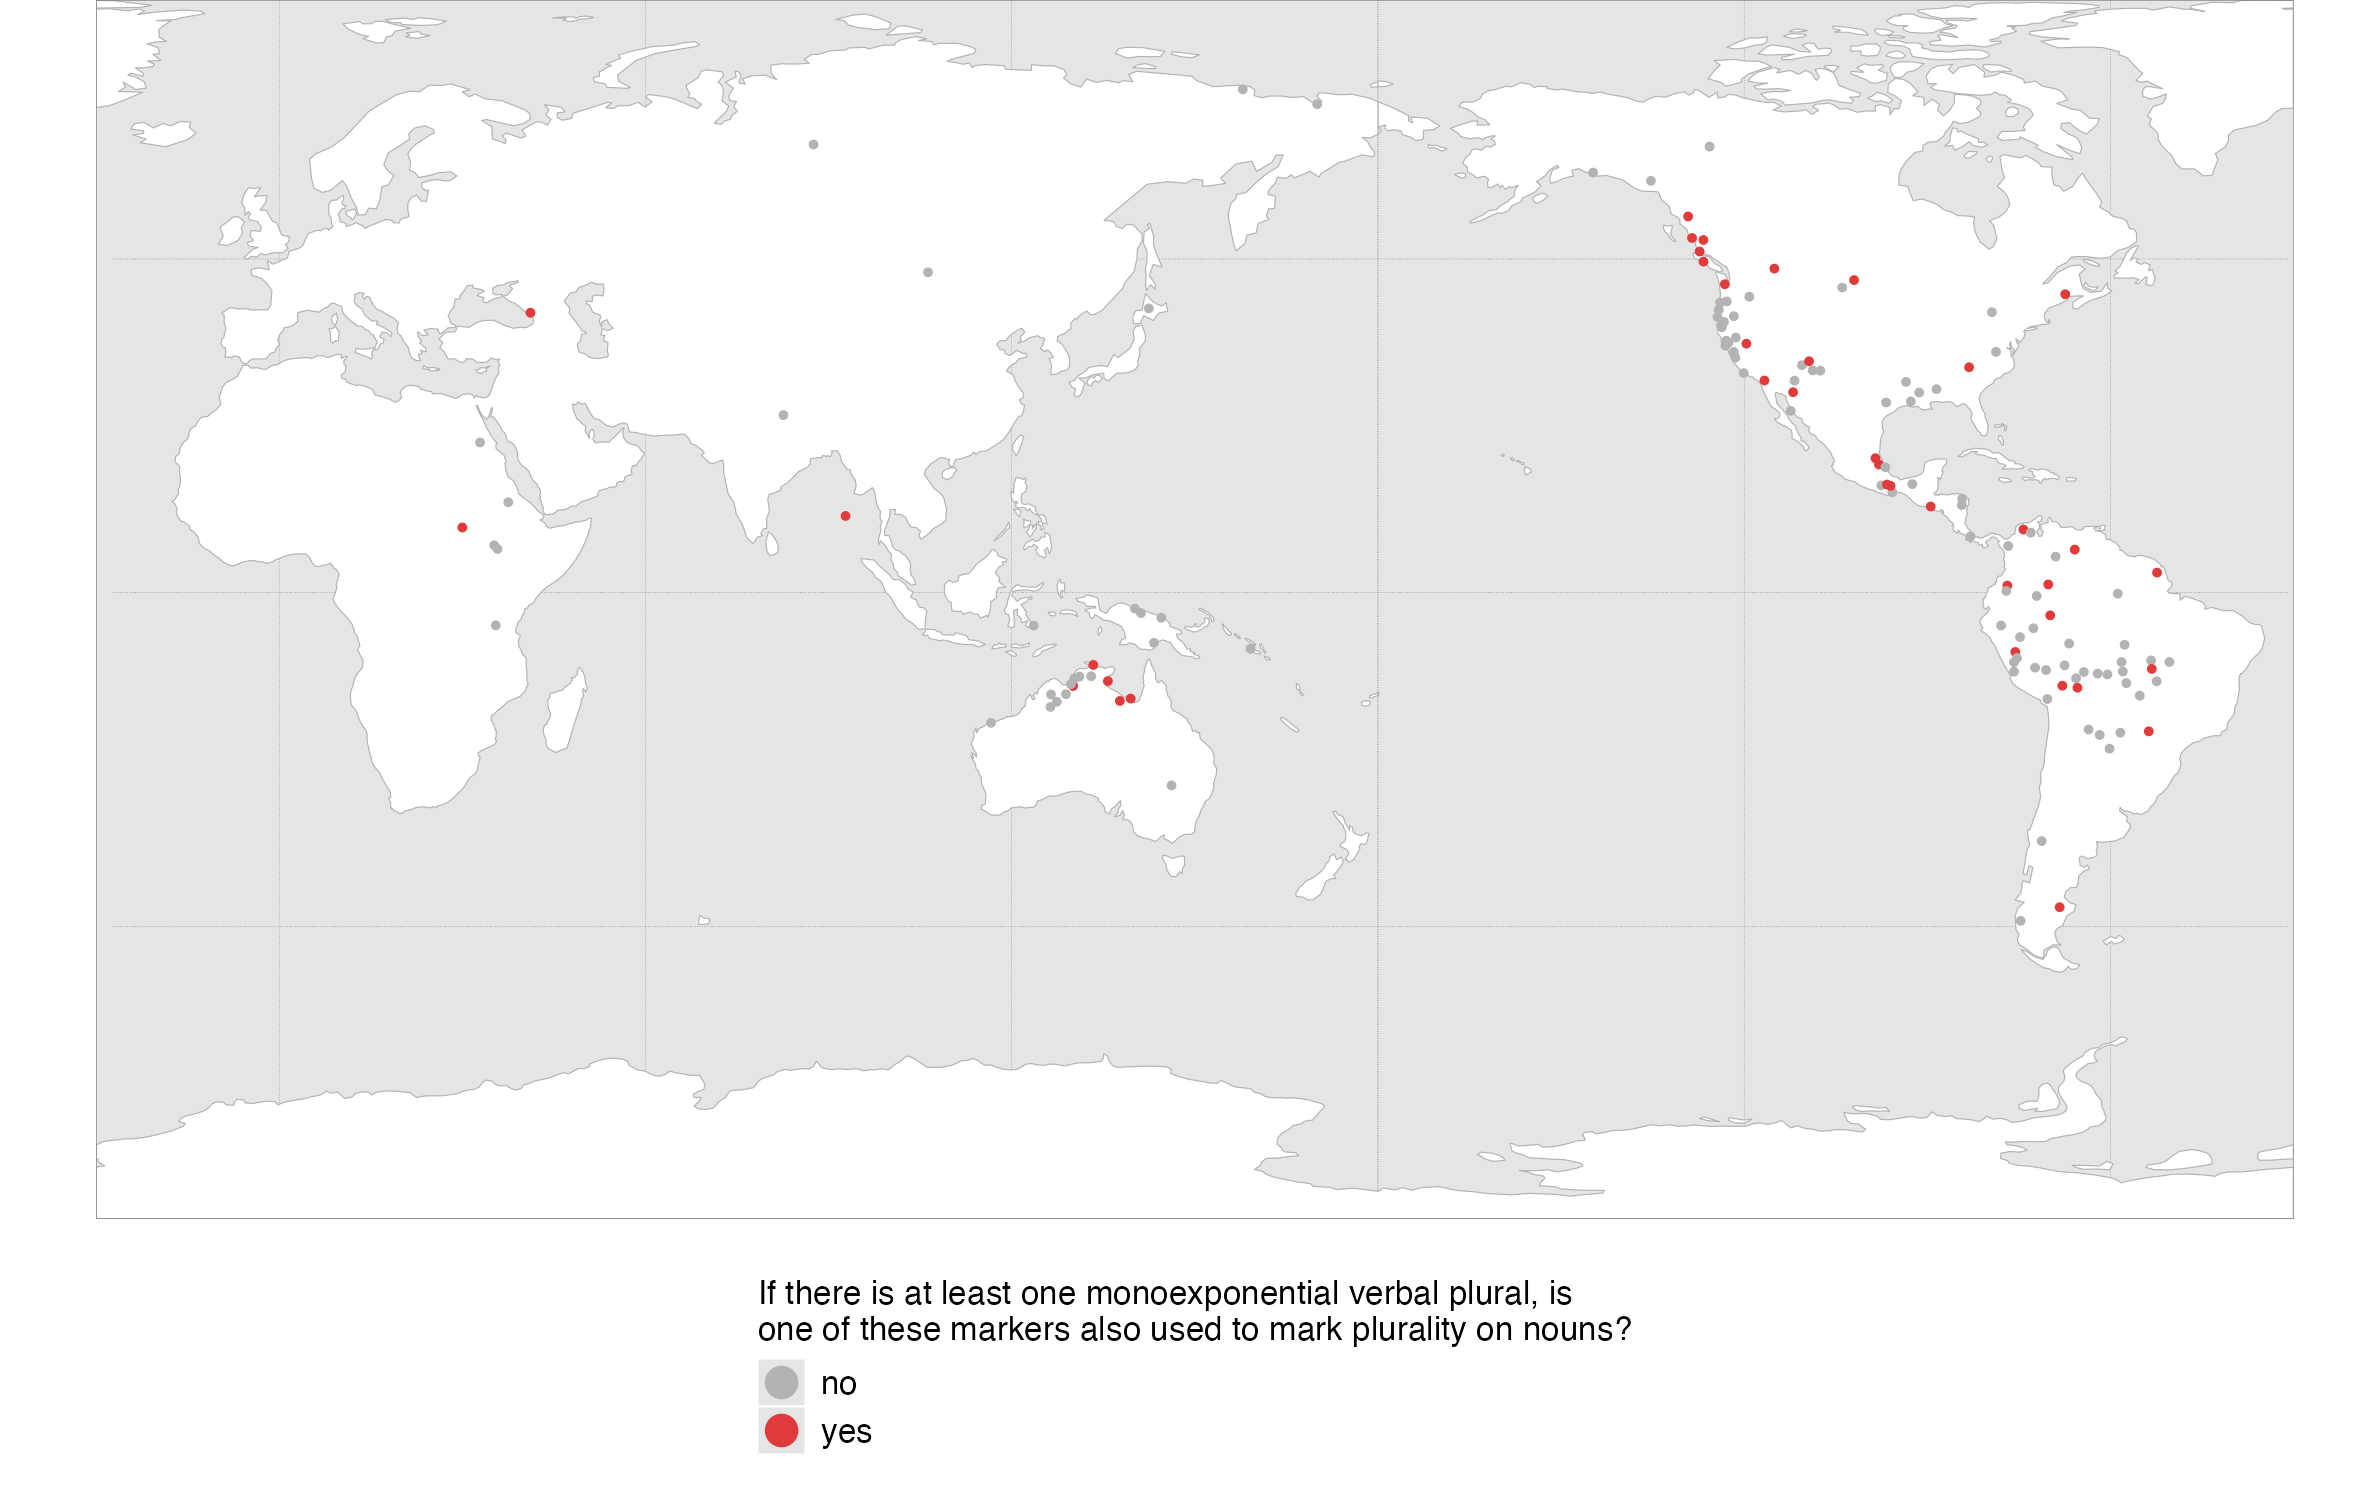 If there is at least one monoexponential verbal plural, is
one of these markers also used to mark plurality on nouns?
no
yes